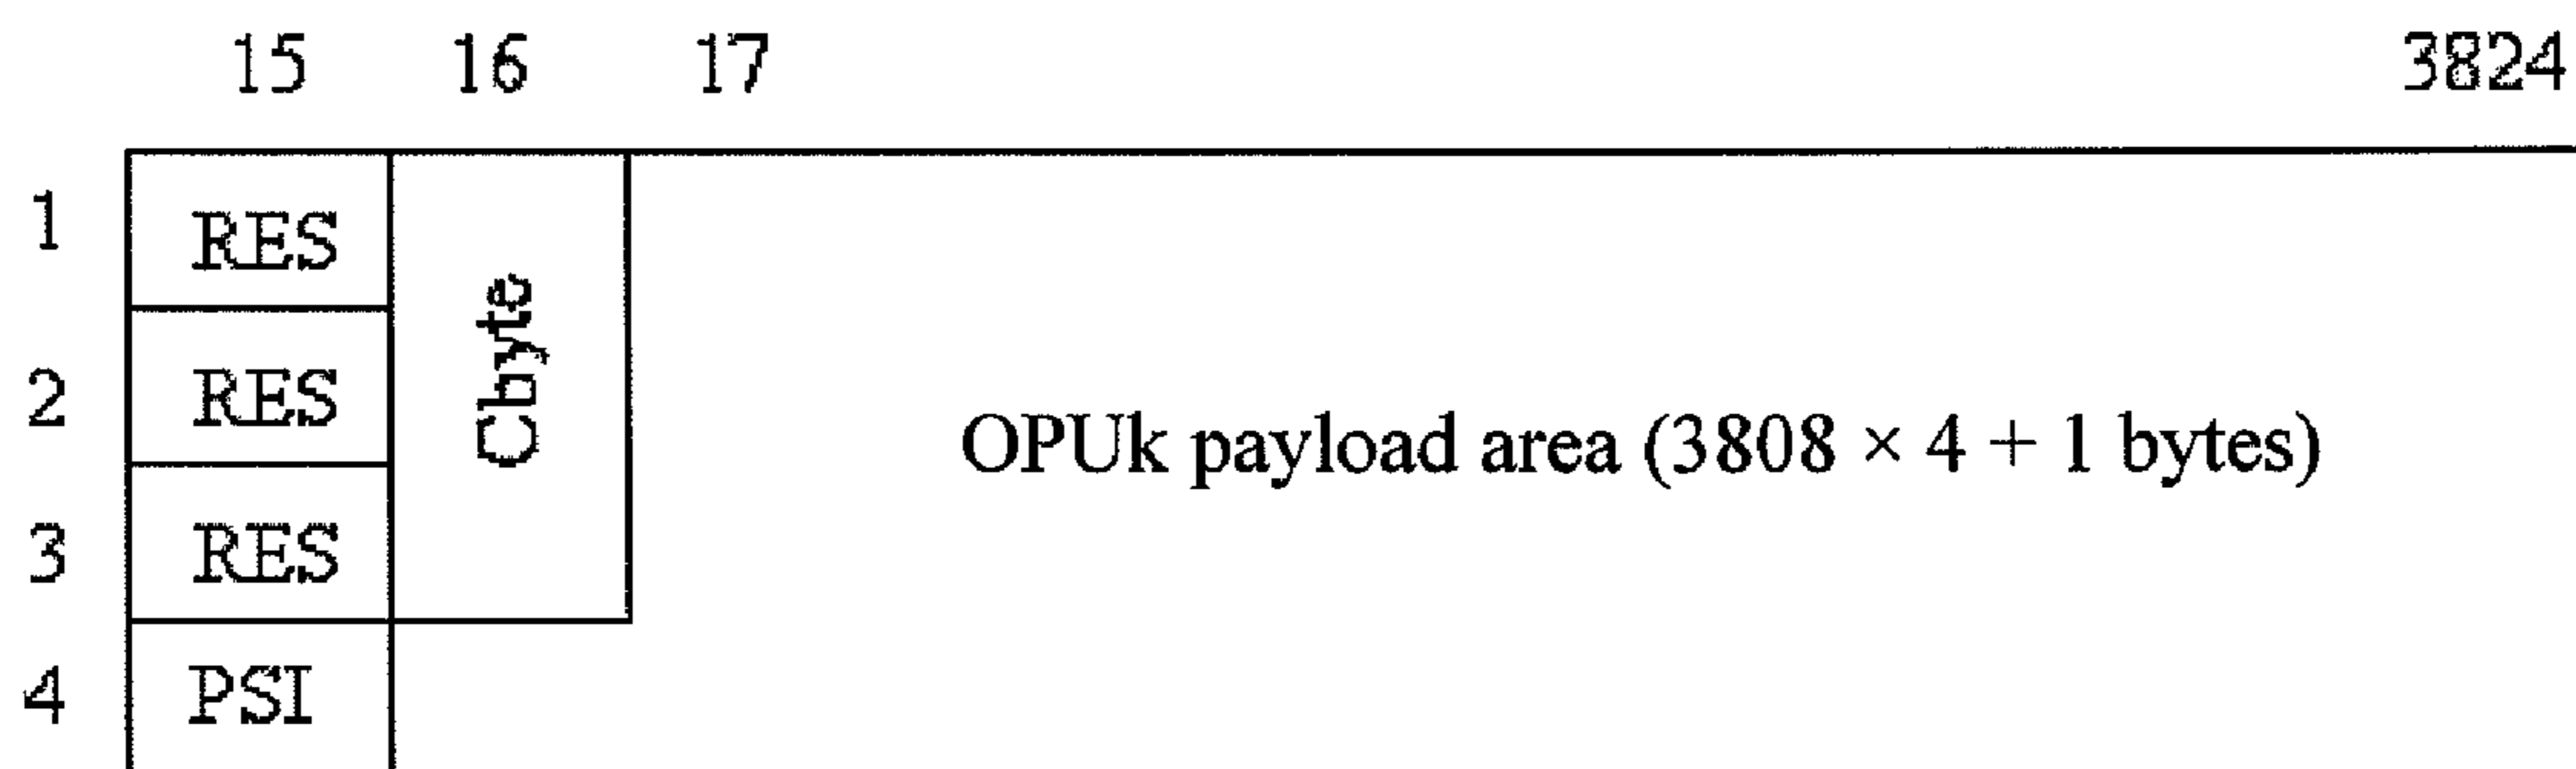 15 16 17 3824
1 RES
Cbyte
2 RES
OPUk payload area (3808 × 4 + 1 bytes)
3 RES
4 PSI